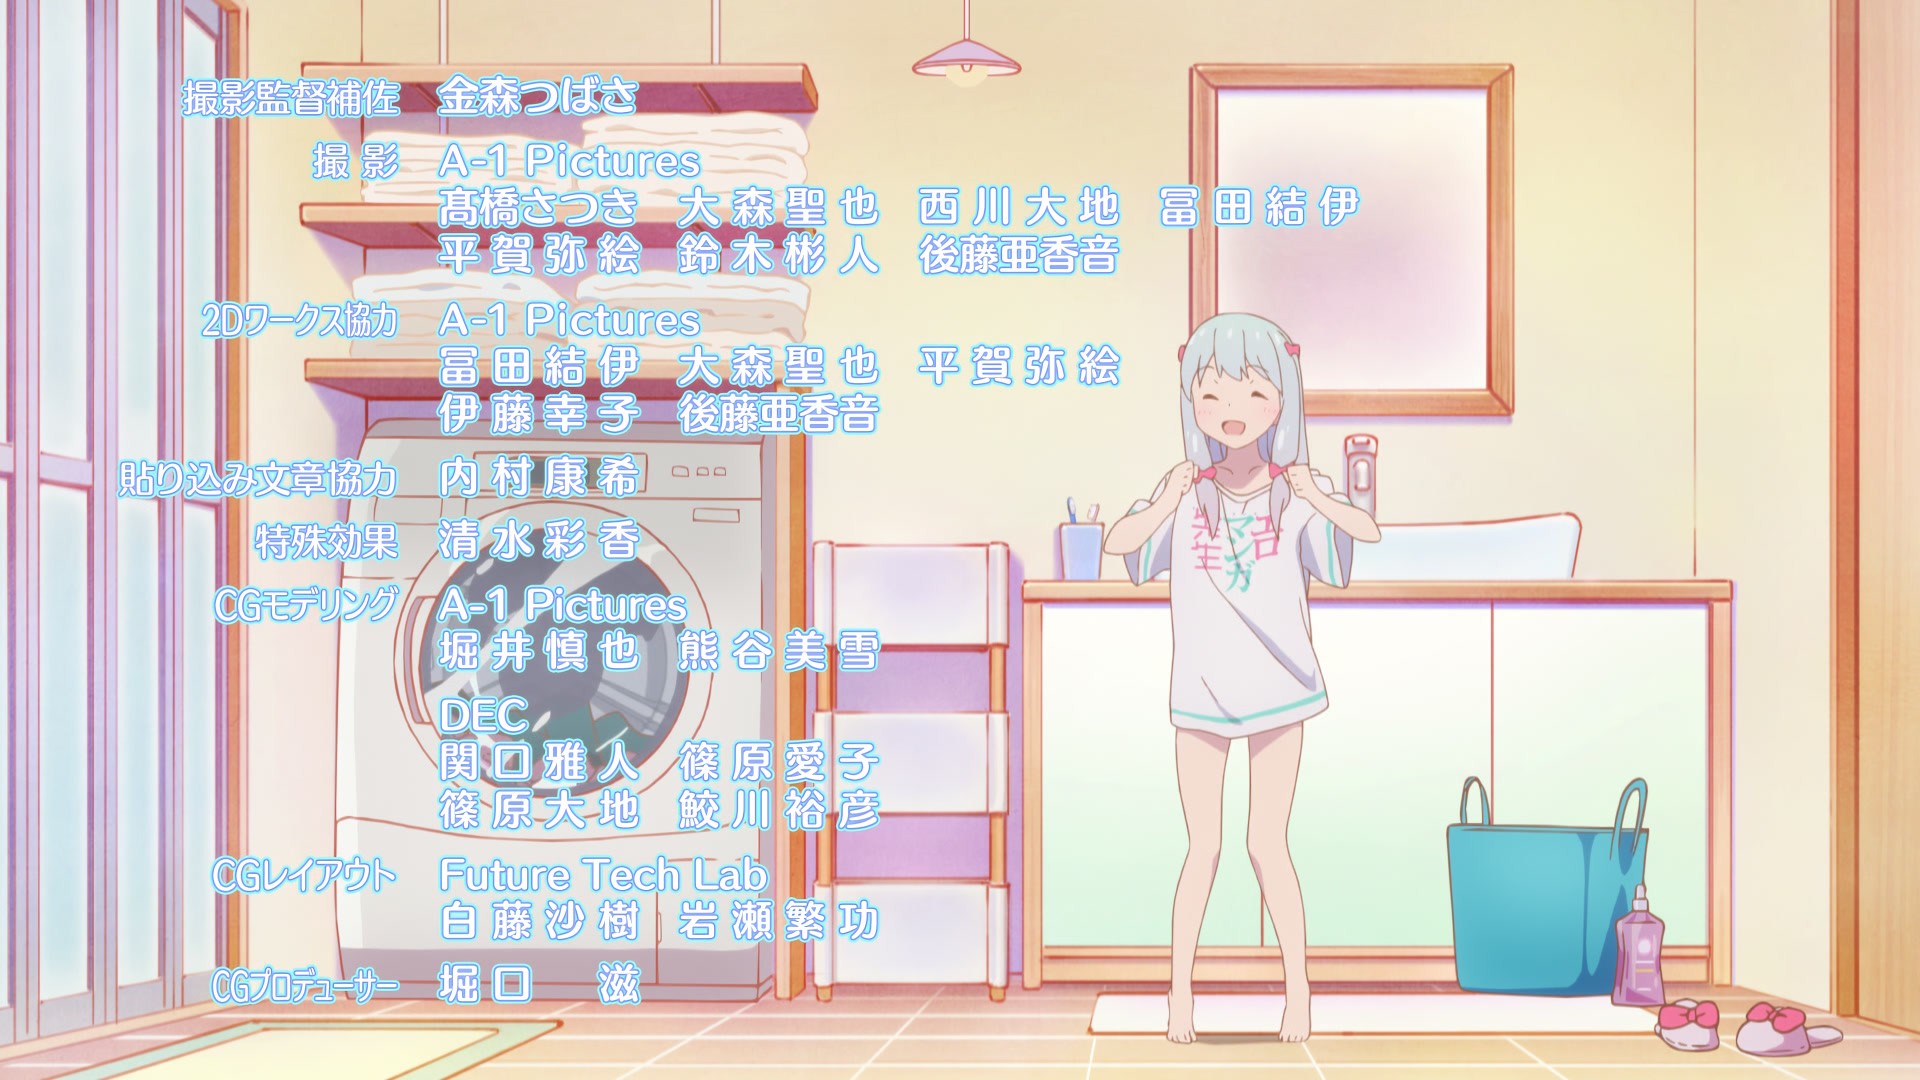 撮影監督補佐 金森つばさ
撮影 A-1 Pictures
髙橋さつき 大森聖也 西川大地 冨田結伊
平賀弥絵 鈴木彬人 後藤亜香音
2Dワークス協力 A-1 Pictures
冨田結伊 大森聖也 平賀弥絵
伊藤幸子 後藤亜香音
貼り込み文章協力 内村康希
特殊効果 清水彩香
CGモデリング A-1 Pictures
堀井慎也 熊谷美雪
DEC
関口雅人 篠原愛子
篠原大地 鮫川裕彦
CGレイアウト Future Tech Lab
白藤沙樹 岩瀬繁功
CGプロデューサー 堀口 滋
エロ
マンガ
先生